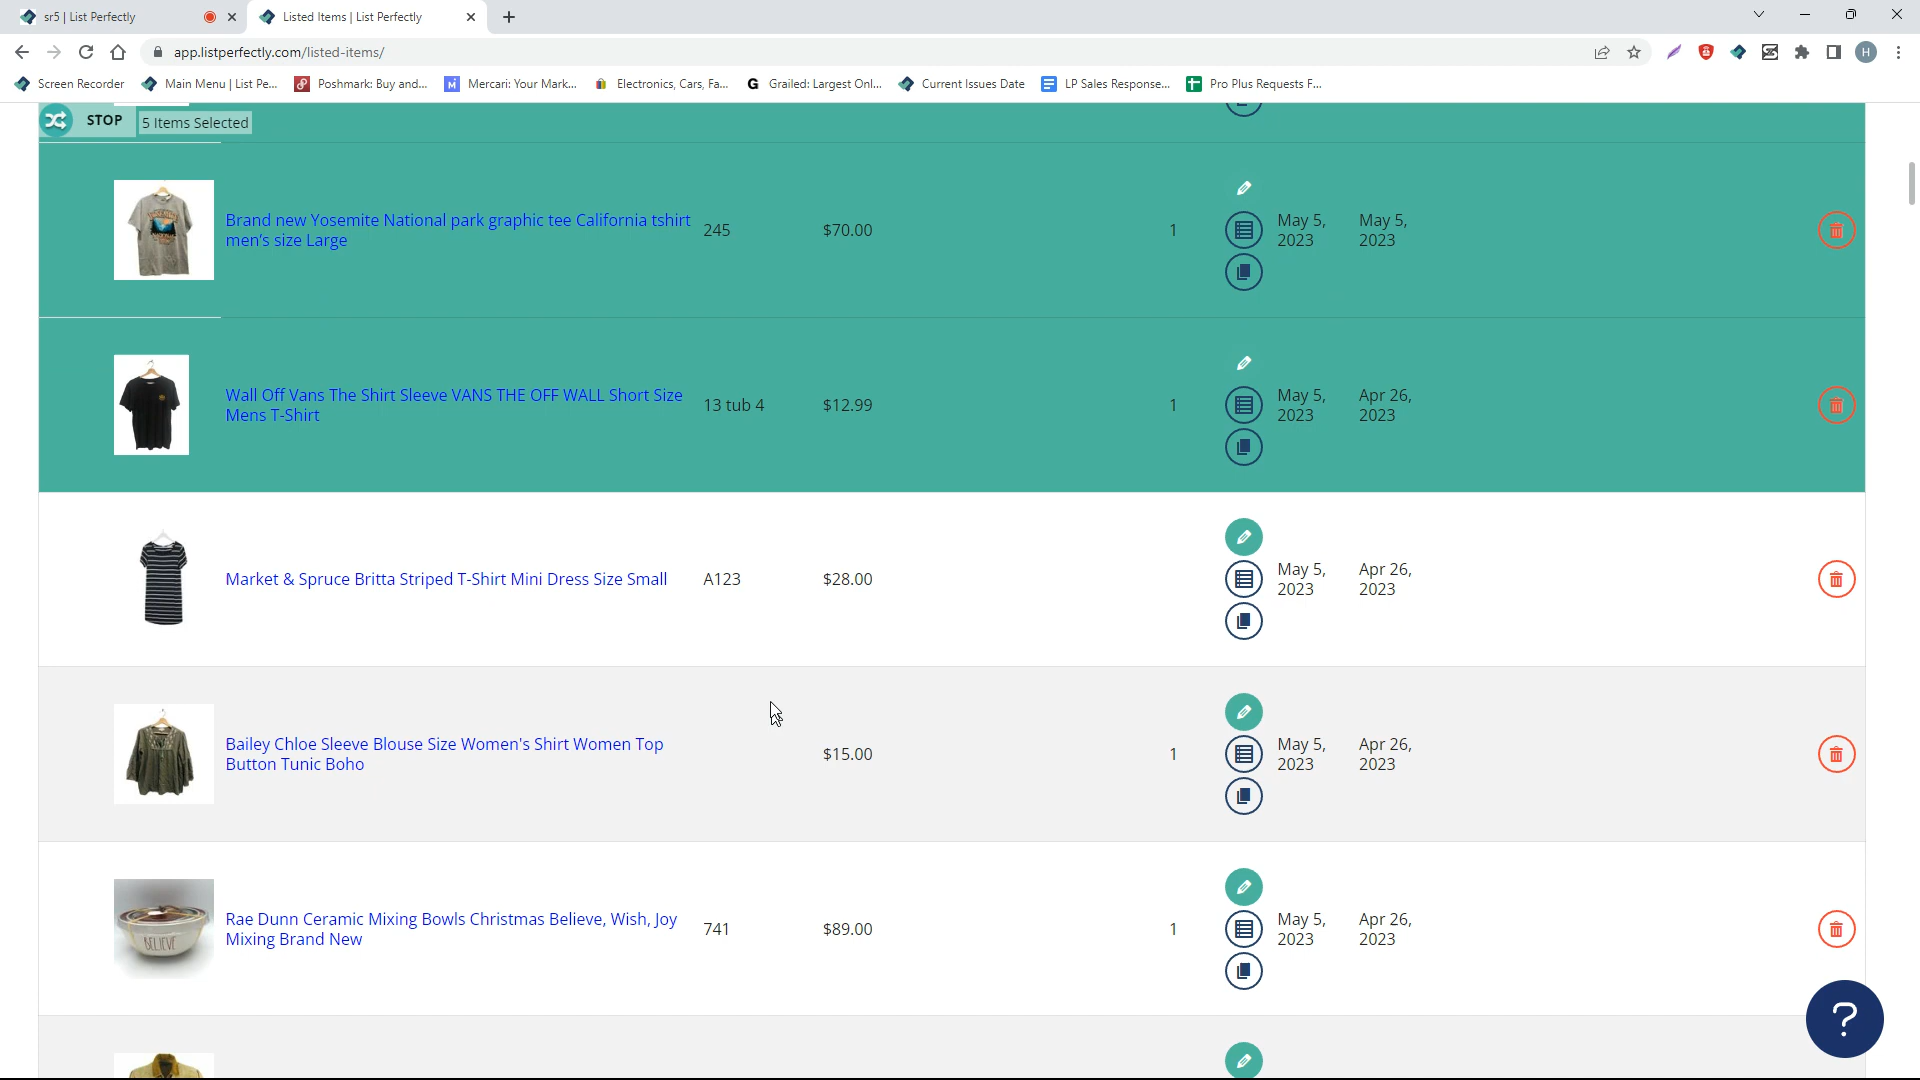 sr5 | List Perfectly
Listed Items | List Perfectly
app.listperfectly.com/listed-items/
H
Screen Recorder
Main Menu | List Pe...
Poshmark: Buy and...
Mercari: Your Mark...
Electronics, Cars, Fa...
G Grailed: Largest Onl...
Current Issues Date
LP Sales Response...
Pro Plus Requests F...
STOP
5 Items Selected
Brand new Yosemite National park graphic tee California tshirt
men's size Large
245
$70.00
1
May 5,
2023
May 5,
2023
Wall Off Vans The Shirt Sleeve VANS THE OFF WALL Short Size
Mens T-Shirt
13 tub 4
$12.99
1
May 5,
2023
Apr 26,
2023
Market & Spruce Britta Striped T-Shirt Mini Dress Size Small
A123
$28.00
May 5,
2023
Apr 26,
2023
Bailey Chloe Sleeve Blouse Size Women's Shirt Women Top
Button Tunic Boho
$15.00
1
May 5,
2023
Apr 26,
2023
BELIEVE
Rae Dunn Ceramic Mixing Bowls Christmas Believe, Wish, Joy
Mixing Brand New
741
$89.00
1
May 5,
2023
Apr 26,
2023
?